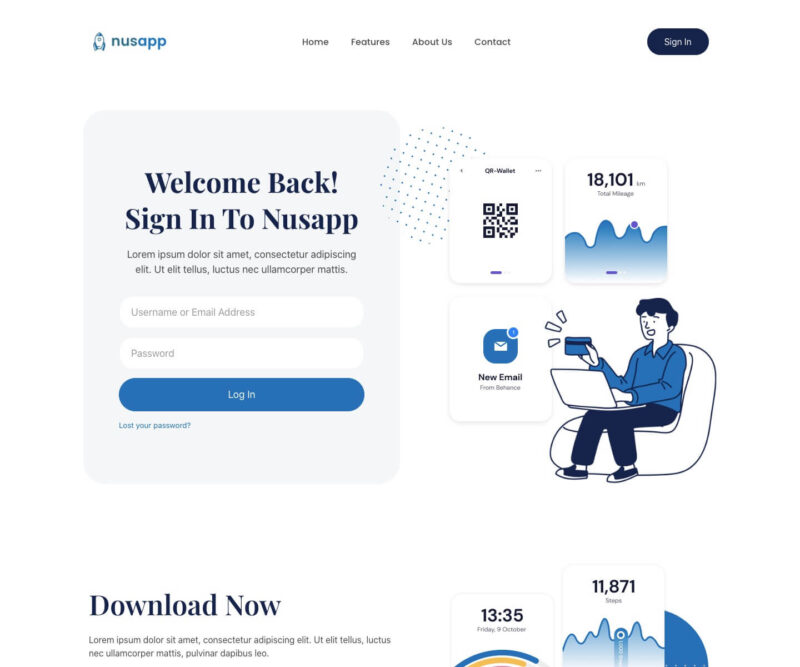 nusapp
Home Features About Us Contact
Sign In
Welcome Back!
Sign In To Nusapp
Lorem ipsum dolor sit amet, consectetur adipiscing
elit. Ut elit tellus, luctus nec ullamcorper mattis.
Username or Email Address
Password
Log In
Lost your password?
QR-Wallet
18,101 km
Total Mileage
New Email
From Behance
Download Now
Lorem ipsum dolor sit amet, consectetur adipiscing elit. Ut elit tellus, luctus
nec ullamcorper mattis, pulvinar dapibus leo.
13:35
Friday, 9 October
11,871
Steps